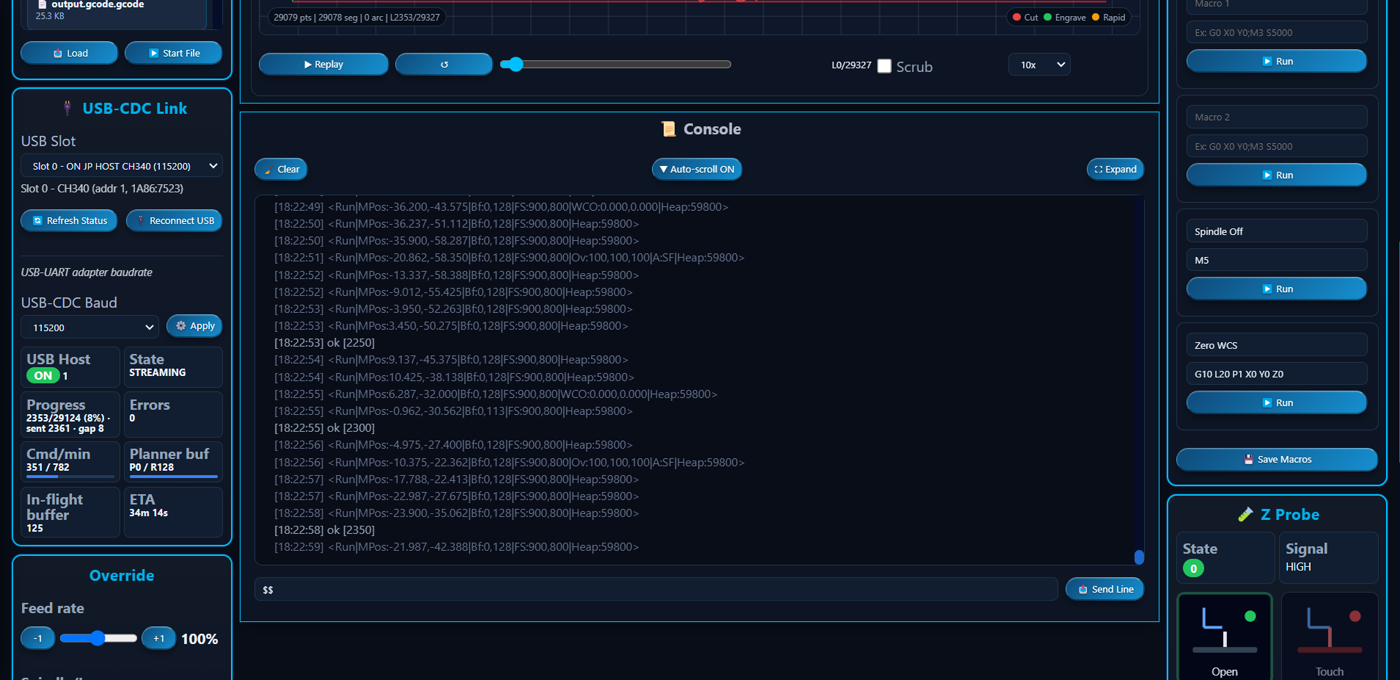 output.gcode.gcode
25.3 KB
Load
Start File
USB-CDC Link
USB Slot
Slot 0 - ON JP HOST CH340 (115200)
Slot 0 - CH340 (addr 1, 1A86:7523)
Refresh Status
Reconnect USB
USB-UART adapter baudrate
USB-CDC Baud
115200
Apply
USB Host
ON 1
State
STREAMING
Progress
2353/29124 (8%) ·
sent 2361 · gap 8
Errors
0
Cmd/min
351 / 782
Planner buf
P0 / R128
In-flight
buffer
125
ETA
34m 14s
Override
Feed rate
-1
+1
100%
29079 pts | 29078 seg | 0 arc | L2353/29327
Cut
Engrave
Rapid
Replay
↺
L0/29327
Scrub
10x
Console
Clear
Auto-scroll ON
Expand
[18:22:49] <Run|MPos:-36.200,-43.575|Bf:0,128|FS:900,800|WCO:0.000,0.000|Heap:59800>
[18:22:50] <Run|MPos:-36.237,-51.112|Bf:0,128|FS:900,800|Heap:59800>
[18:22:50] <Run|MPos:-35.900,-58.287|Bf:0,128|FS:900,800|Heap:59800>
[18:22:51] <Run|MPos:-20.862,-58.350|Bf:0,128|FS:900,800|Ov:100,100,100|A:SF|Heap:59800>
[18:22:52] <Run|MPos:-13.337,-58.388|Bf:0,128|FS:900,800|Heap:59800>
[18:22:52] <Run|MPos:-9.012,-55.425|Bf:0,128|FS:900,800|Heap:59800>
[18:22:53] <Run|MPos:-3.950,-52.263|Bf:0,128|FS:900,800|Heap:59800>
[18:22:53] <Run|MPos:3.450,-50.275|Bf:0,128|FS:900,800|Heap:59800>
[18:22:53] ok [2250]
[18:22:54] <Run|MPos:9.137,-45.375|Bf:0,128|FS:900,800|Heap:59800>
[18:22:54] <Run|MPos:10.425,-38.138|Bf:0,128|FS:900,800|Heap:59800>
[18:22:55] <Run|MPos:6.287,-32.000|Bf:0,128|FS:900,800|WCO:0.000,0.000|Heap:59800>
[18:22:55] <Run|MPos:-0.962,-30.562|Bf:0,113|FS:900,800|Heap:59800>
[18:22:55] ok [2300]
[18:22:56] <Run|MPos:-4.975,-27.400|Bf:0,128|FS:900,800|Heap:59800>
[18:22:56] <Run|MPos:-10.375,-22.362|Bf:0,128|FS:900,800|Ov:100,100,100|A:SF|Heap:59800>
[18:22:57] <Run|MPos:-17.788,-22.413|Bf:0,128|FS:900,800|Heap:59800>
[18:22:57] <Run|MPos:-22.987,-27.675|Bf:0,128|FS:900,800|Heap:59800>
[18:22:58] <Run|MPos:-23.900,-35.062|Bf:0,128|FS:900,800|Heap:59800>
[18:22:58] ok [2350]
[18:22:59] <Run|MPos:-21.987,-42.388|Bf:0,128|FS:900,800|Heap:59800>
$$
Send Line
Macro 1
Ex: G0 X0 Y0;M3 S5000
Run
Macro 2
Ex: G0 X0 Y0;M3 S5000
Run
Spindle Off
M5
Run
Zero WCS
G10 L20 P1 X0 Y0 Z0
Run
Save Macros
Z Probe
State
0
Signal
HIGH
Open
Touch